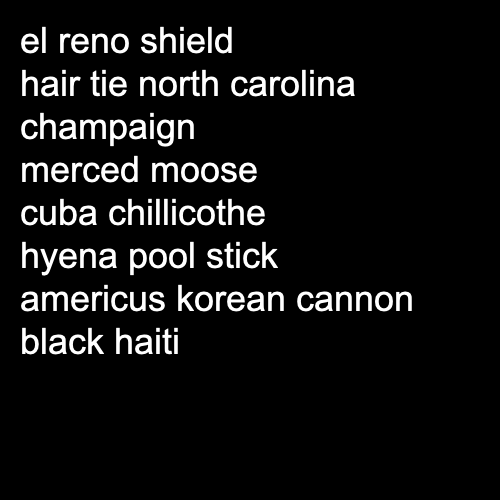 el reno shield
hair tie north carolina
champaign
merced moose
cuba chillicothe
hyena pool stick
americus korean cannon
black haiti